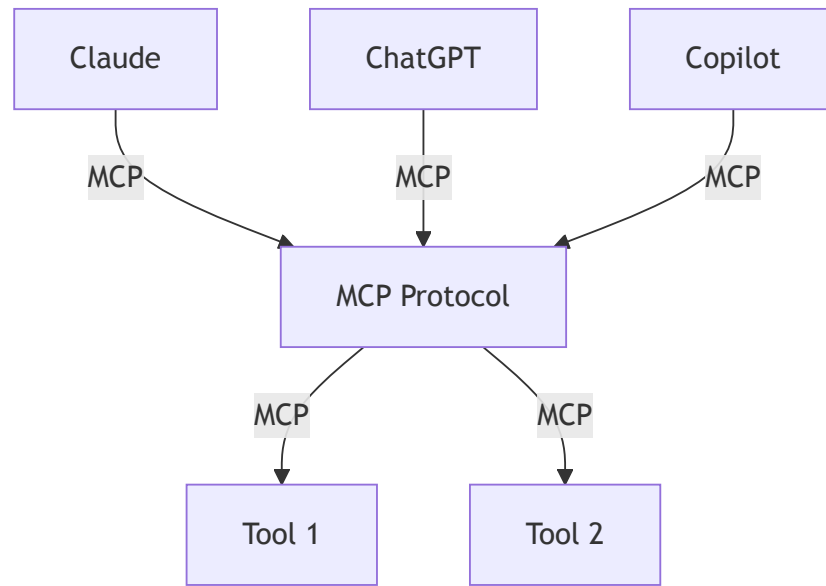 Claude
ChatGPT
Copilot
MCP
MCP
MCP
MCP Protocol
MCP
MCP
Tool 1
Tool 2